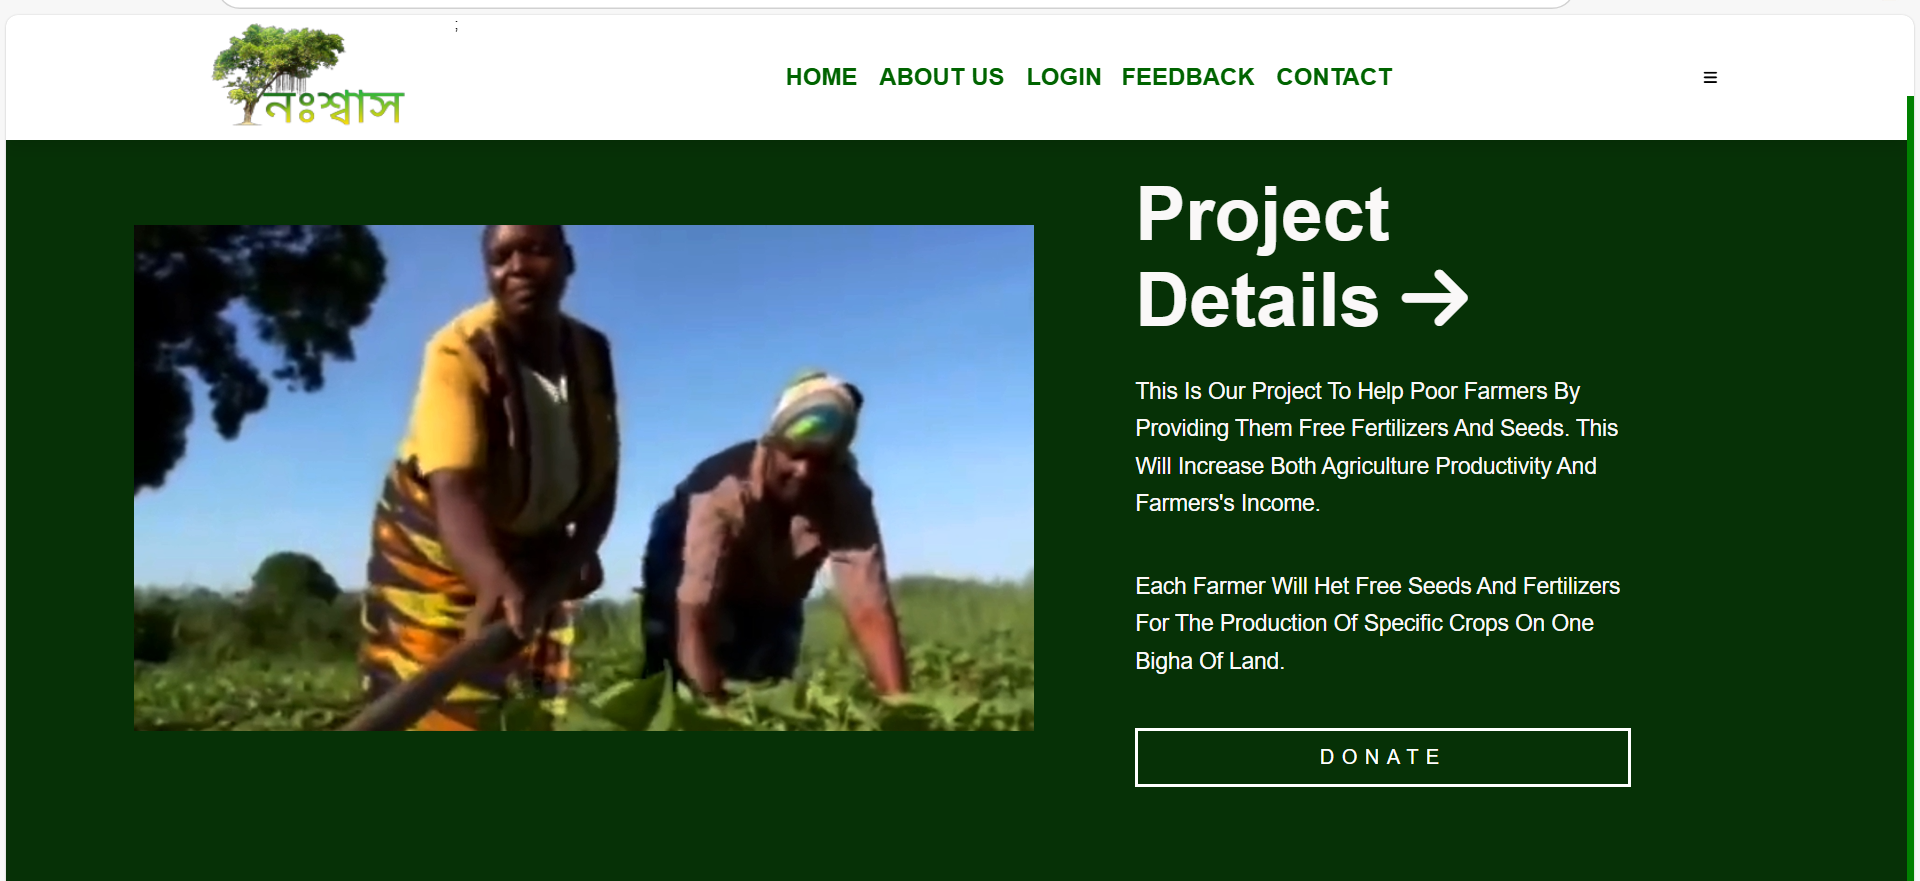 নঃশ্বাস
;
HOME ABOUT US LOGIN FEEDBACK CONTACT
Project
Details →
This Is Our Project To Help Poor Farmers By
Providing Them Free Fertilizers And Seeds. This
Will Increase Both Agriculture Productivity And
Farmers's Income.
Each Farmer Will Het Free Seeds And Fertilizers
For The Production Of Specific Crops On One
Bigha Of Land.
DONATE